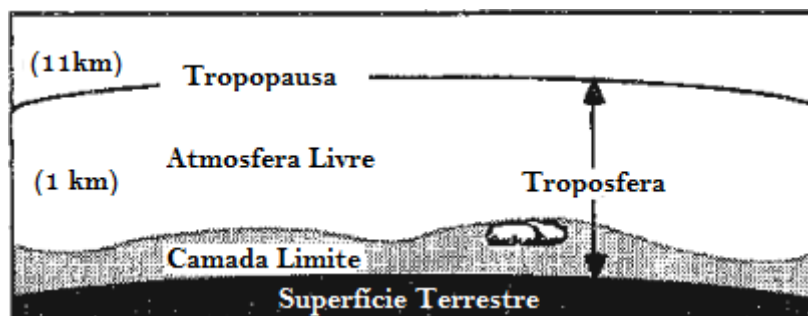 (11km)
Tropopausa
Atmosfera Livre
(1 km)
Troposfera
Camada Limite
Superfície Terrestre